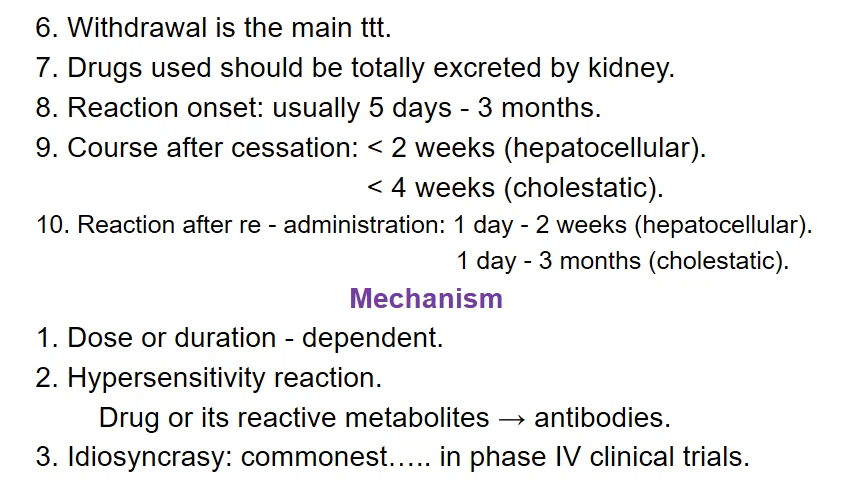 6. Withdrawal is the main ttt.
7. Drugs used should be totally excreted by kidney.
8. Reaction onset: usually 5 days - 3 months.
9. Course after cessation: < 2 weeks (hepatocellular).
< 4 weeks (cholestatic).
10. Reaction after re - administration: 1 day - 2 weeks (hepatocellular).
1 day - 3 months (cholestatic).
Mechanism
1. Dose or duration - dependent.
2. Hypersensitivity reaction.
Drug or its reactive metabolites → antibodies.
3. Idiosyncrasy: commonest….. in phase IV clinical trials.